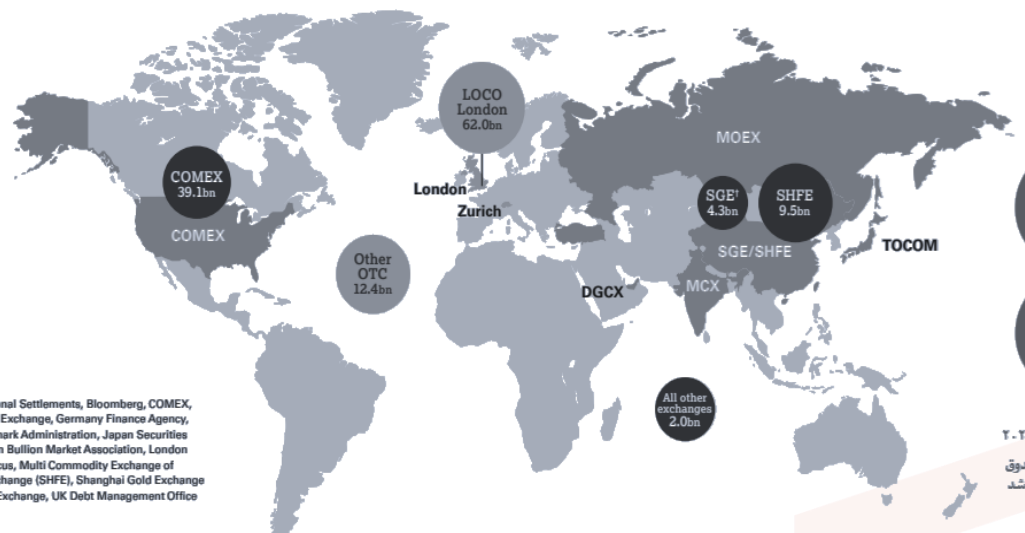 LOCO
London
62.0bn
MOEX
COMEX
39.1bn
SGE†
4.3bn
SHFE
9.5bn
London
Zurich
COMEX
TOCOM
SGE/SHFE
Other
OTC
12.4bn
DGCX
MCX
All other
exchanges
2.0bn
nal Settlements, Bloomberg, COMEX,
Exchange, Germany Finance Agency,
mark Administration, Japan Securities
n Bullion Market Association, London
cus, Multi Commodity Exchange of
change (SHFE), Shanghai Gold Exchange
Exchange, UK Debt Management Office